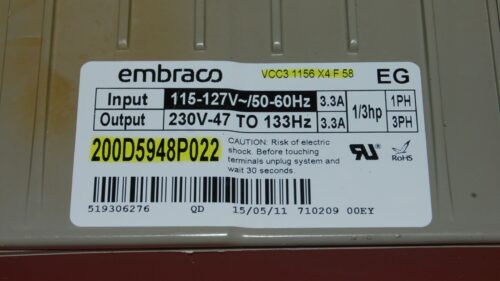 embraco VCC3 1156 X4 F 58 EG
Input 115-127V~/50-60Hz 3.3A 1/3hp 1PH
Output 230V-47 TO 133Hz 3.3A 3PH
200D5948P022
CAUTION: Risk of electric
shock. Before touching
terminals unplug system and
wait 30 seconds.
RU
RoHS
519306276 QD 15/05/11 710209 00EY